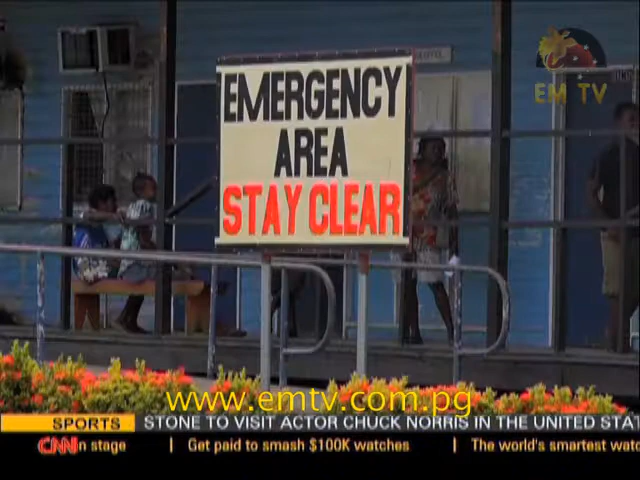 EM TV
EMERGENCY
AREA
STAY CLEAR
www.emtv.com.pg
SPORTS STONE TO VISIT ACTOR CHUCK NORRIS IN THE UNITED STAT
CNN n stage | Get paid to smash $100K watches | The world's smartest wat